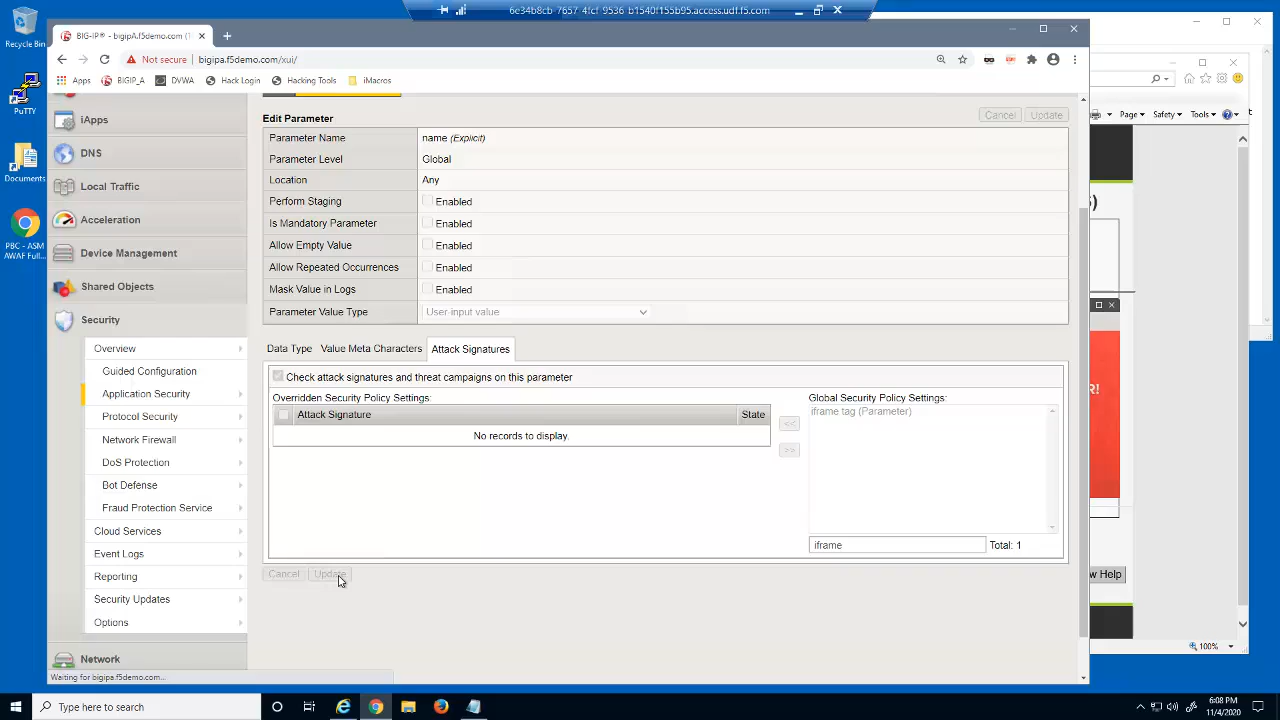 6e34b8cb-7657-4fcf-9536-b1540f155b95.access.udf.f5.com
Recycle Bin
PuTTY
Documents
PBC - ASM
AWAF Full...
BIG-IP® - bigipa.f5demo.com (1
Not secure
bigipa.f5demo.com/xui/
Apps
BIGIP_A
DVWA
Hack Login
Hacking Tools
iMacros
iApps
DNS
Local Traffic
Acceleration
Device Management
Shared Objects
Security
Overview
Guided Configuration
Application Security
Protocol Security
Network Firewall
DoS Protection
Bot Defense
Fraud Protection Service
Cloud Services
Event Logs
Reporting
Security Updates
Options
Network
Waiting for bigipa.f5demo.com...
Edit Parameter
Cancel
Update
Parameter Name
name (Explicit)
Parameter Level
Global
Location
Any
Perform Staging
Enabled
Is Mandatory Parameter
Enabled
Allow Empty Value
Enabled
Allow Repeated Occurrences
Enabled
Mask Value in Logs
Enabled
Parameter Value Type
User-input value
Data Type
Value Meta Characters
Attack Signatures
Check attack signatures and threat campaigns on this parameter
Overridden Security Policy Settings:
Attack Signature
State
No records to display.
<<
>>
Global Security Policy Settings:
iframe tag (Parameter)
iframe
Total: 1
Cancel
Update
Page
Safety
Tools
)
R!
w Help
100%
Type here to search
6:08 PM
11/4/2020